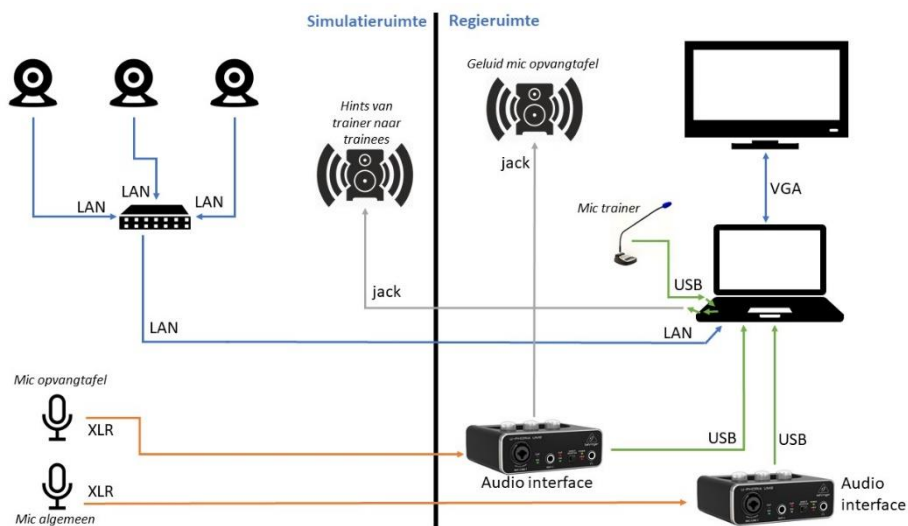 Simulatieruimte
Regieruimte
Geluid mic opvangtafel
Hints van
trainer naar
trainees
jack
VGA
LAN
LAN
LAN
Mic trainer
USB
jack
LAN
LAN
Mic opvangtafel
XLR
USB
USB
Audio interface
XLR
Mic algemeen
Audio
interface